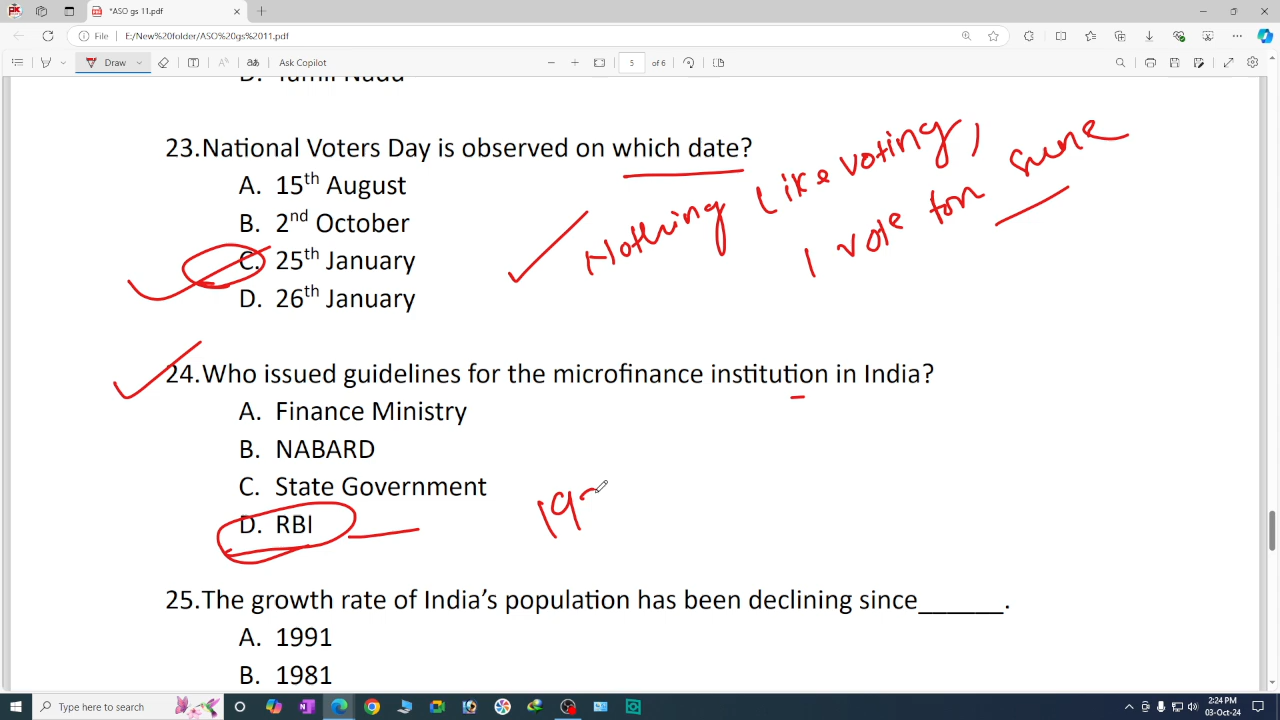 *ASO gs 11.pdf
File E:/New%20folder/ASO%20gs%2011.pdf
Draw Ask Copilot 5 of 6
D. Tamil Nadu
23.National Voters Day is observed on which date?
A. 15th August
B. 2nd October
C. 25th January
D. 26th January
Nothing Like voting,
I vote for sure
24.Who issued guidelines for the microfinance institution in India?
A. Finance Ministry
B. NABARD
C. State Government
D. RBI
19
25.The growth rate of India’s population has been declining since______.
A. 1991
B. 1981
Type here to search
2:24 PM
03-Oct-24